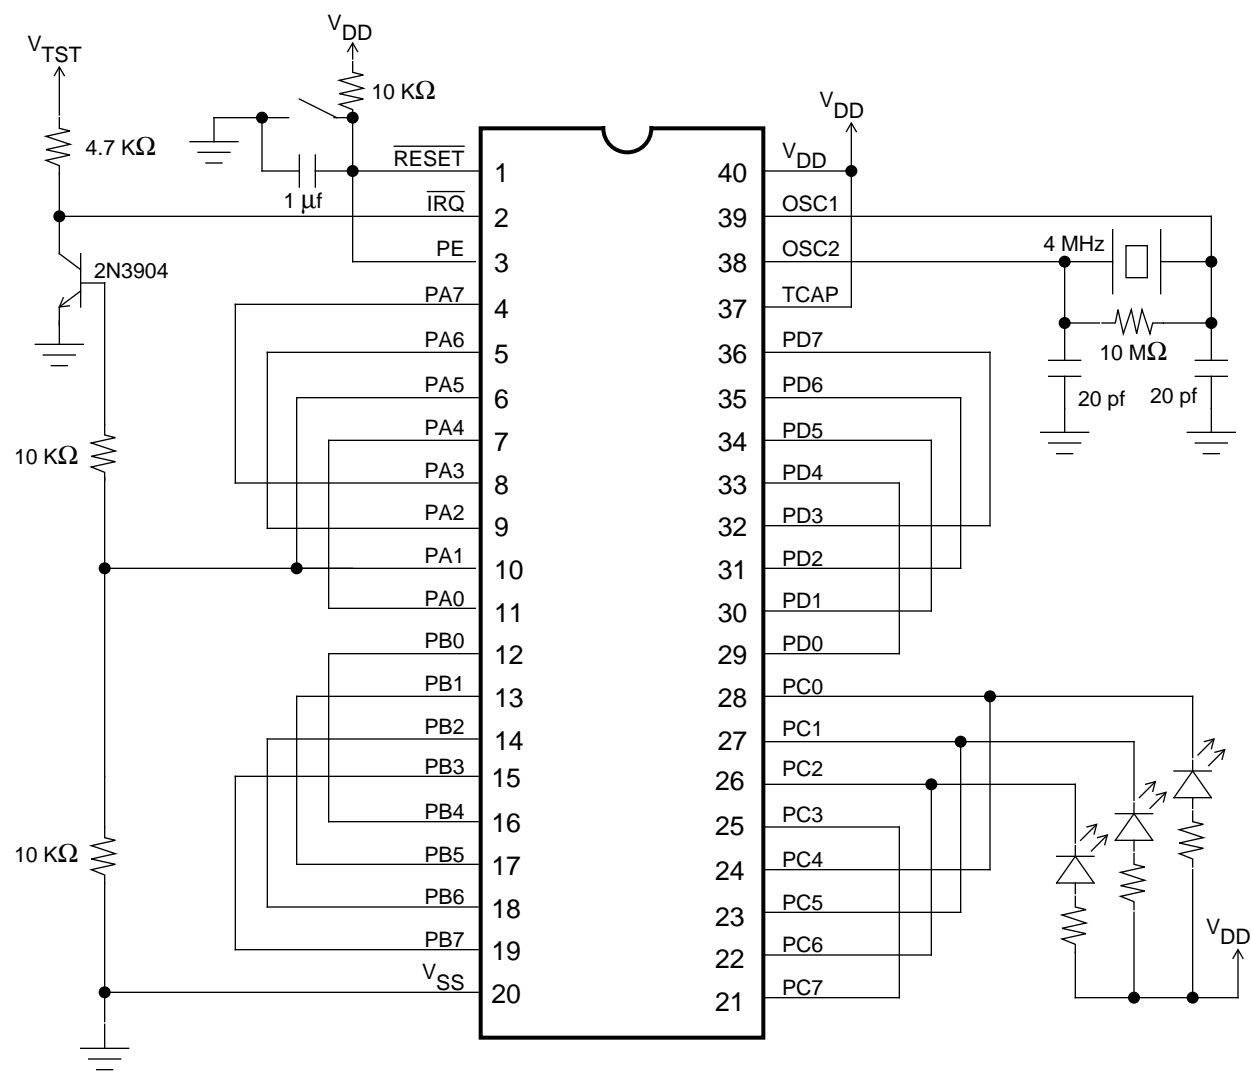 VDD
VTST
10 KΩ
VDD
4.7 KΩ
RESET 1
40 VDD
1 μf
IRQ 2
39 OSC1
PE 3
38 OSC2
4 MHz
2N3904
PA7 4
37 TCAP
PA6 5
36 PD7
10 MΩ
PA5 6
35 PD6
20 pf
20 pf
PA4 7
34 PD5
10 KΩ
PA3 8
33 PD4
PA2 9
32 PD3
PA1 10
31 PD2
PA0 11
30 PD1
PB0 12
29 PD0
PB1 13
28 PC0
PB2 14
27 PC1
PB3 15
26 PC2
PB4 16
25 PC3
10 KΩ
PB5 17
24 PC4
PB6 18
23 PC5
PB7 19
22 PC6
VDD
VSS 20
21 PC7